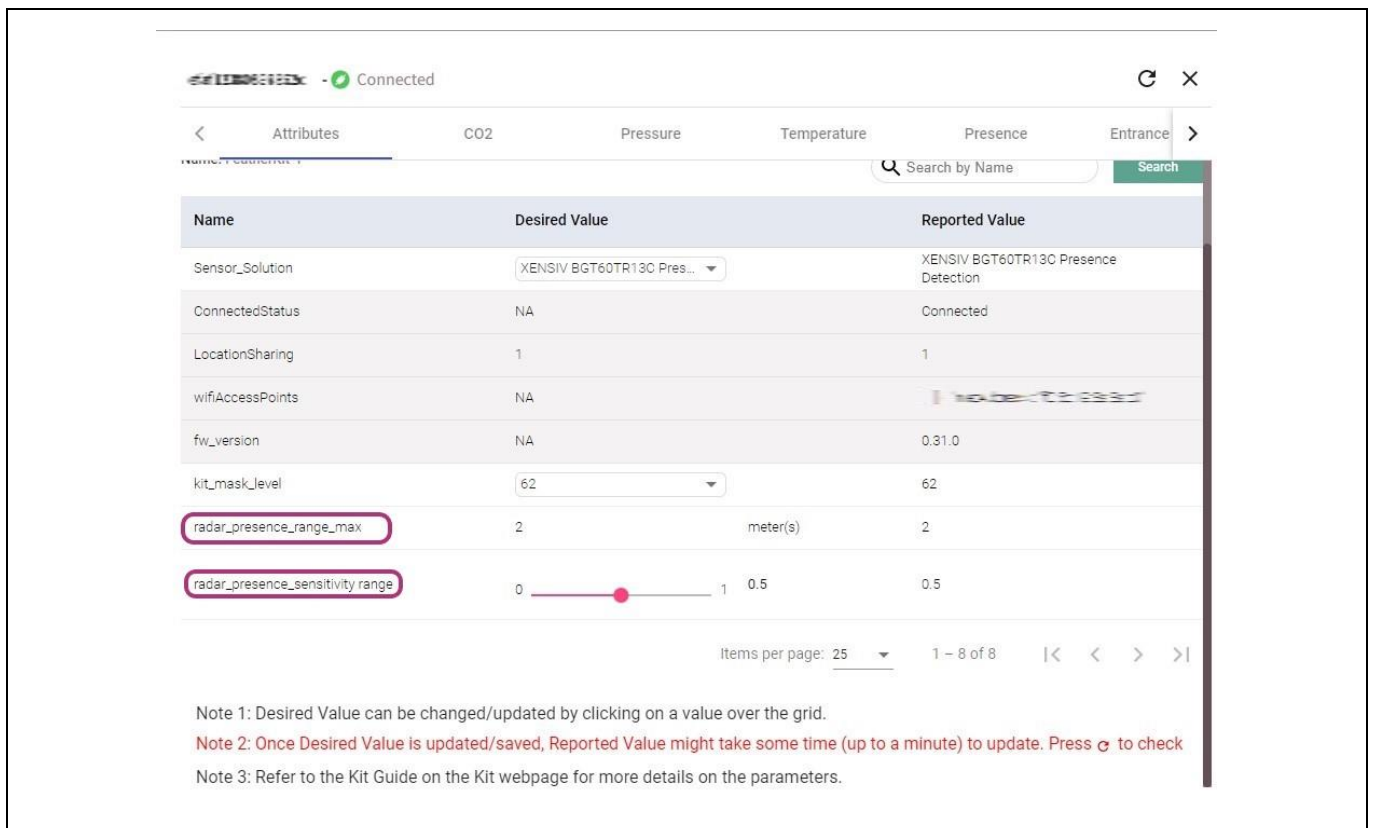 - Connected
Attributes CO2 Pressure Temperature Presence Entrance
Search by Name Search
Name Desired Value Reported Value
Sensor_Solution XENSIV BGT60TR13C Pres... XENSIV BGT60TR13C Presence
Detection
ConnectedStatus NA Connected
LocationSharing 1 1
wifiAccessPoints NA
fw_version NA 0.31.0
kit_mask_level 62 62
radar_presence_range_max 2 meter(s) 2
radar_presence_sensitivity range 0 1 0.5 0.5
Items per page: 25 1 – 8 of 8
Note 1: Desired Value can be changed/updated by clicking on a value over the grid.
Note 2: Once Desired Value is updated/saved, Reported Value might take some time (up to a minute) to update. Press to check
Note 3: Refer to the Kit Guide on the Kit webpage for more details on the parameters.